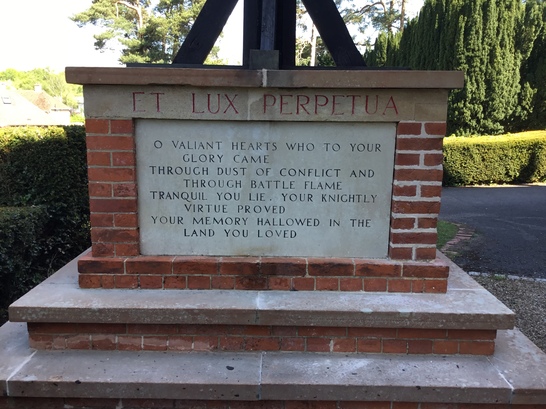 ET LUX PERPETUA
O VALIANT HEARTS WHO TO YOUR
GLORY CAME
THROUGH DUST OF CONFLICT AND
THROUGH BATTLE FLAME
TRANQUIL YOU LIE. YOUR KNIGHTLY
VIRTUE PROVED
YOUR MEMORY HALLOWED IN THE
LAND YOU LOVED